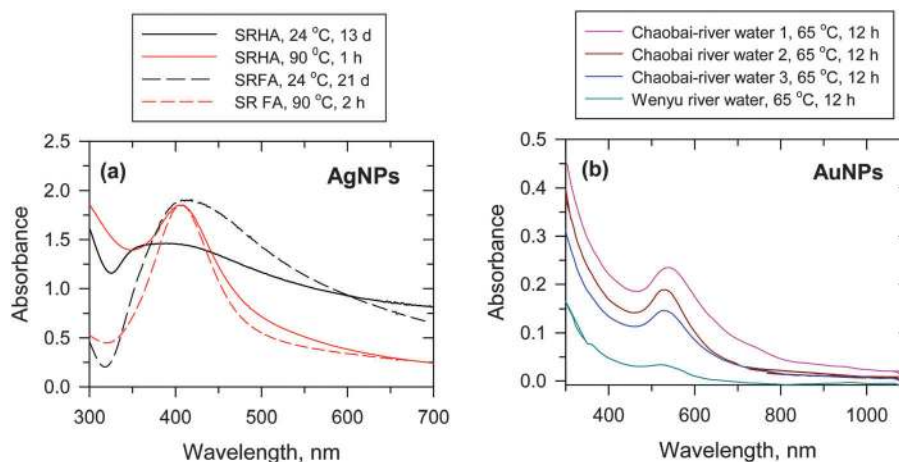 SRHA, 24 °C, 13 d
SRHA, 90 °C, 1 h
SRFA, 24 °C, 21 d
SR FA, 90 °C, 2 h
(a)
AgNPs
Absorbance
2.5
2.0
1.5
1.0
0.5
0.0
300 400 500 600 700
Wavelength, nm
Chaobai-river water 1, 65 °C, 12 h
Chaobai river water 2, 65 °C, 12 h
Chaobai-river water 3, 65 °C, 12 h
Wenyu river water, 65 °C, 12 h
(b)
AuNPs
Absorbance
0.5
0.4
0.3
0.2
0.1
0.0
400 600 800 1000
Wavelength, nm